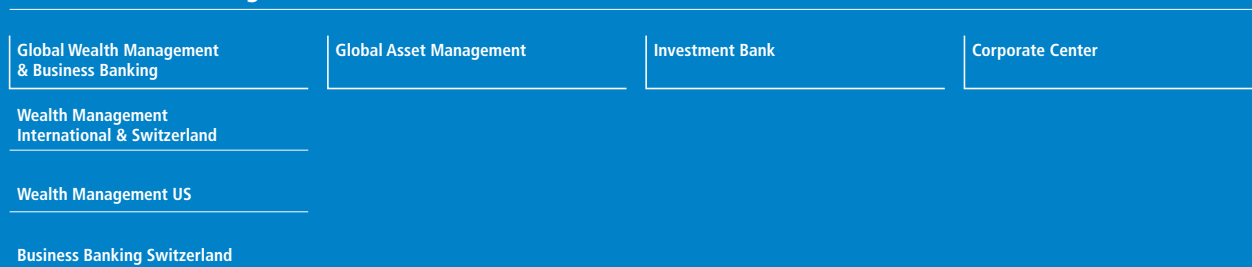 Global Wealth Management
& Business Banking
Global Asset Management
Investment Bank
Corporate Center
Wealth Management
International & Switzerland
Wealth Management US
Business Banking Switzerland